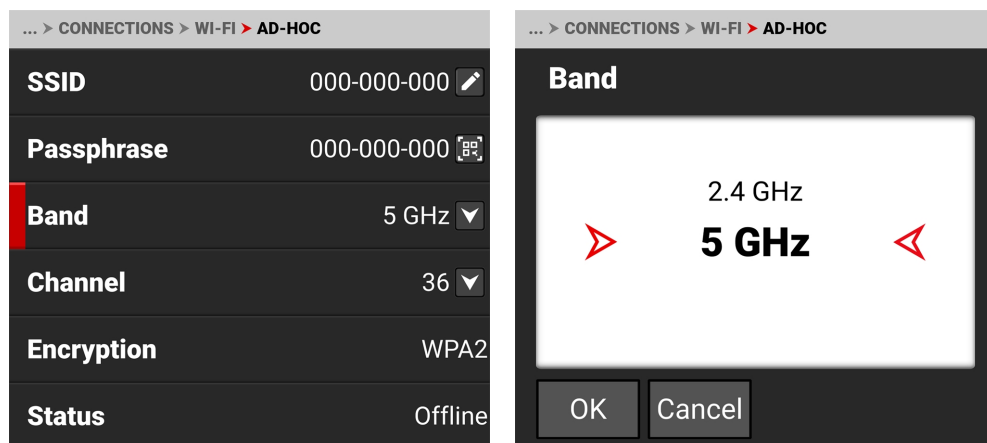 ... > CONNECTIONS > WI-FI > AD-HOC
SSID 000-000-000
Passphrase 000-000-000
Band 5 GHz
Channel 36
Encryption WPA2
Status Offline
... > CONNECTIONS > WI-FI > AD-HOC
Band
2.4 GHz
5 GHz
OK Cancel